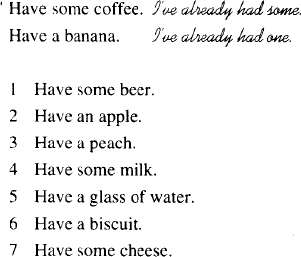 Have some coffee. I've already had some.
Have a banana. I've already had one.
1 Have some beer.
2 Have an apple.
3 Have a peach.
4 Have some milk.
5 Have a glass of water.
6 Have a biscuit.
7 Have some cheese.